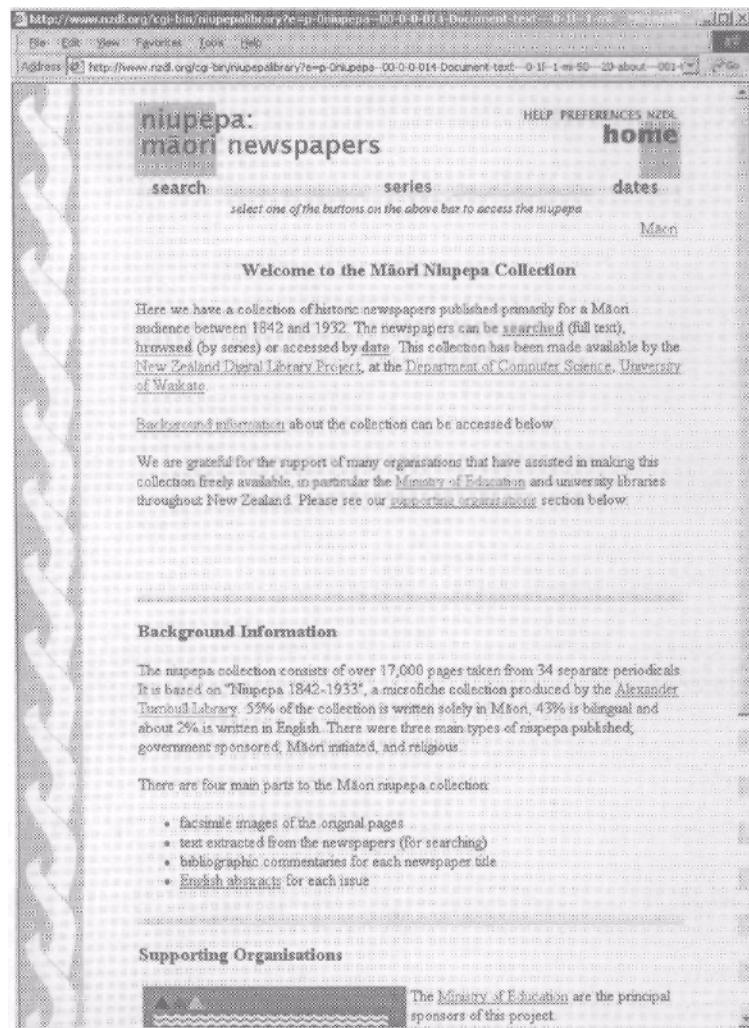 File Edit View Favorites Tools Help
Address
Go
niupepa:
māori newspapers
HELP PREFERENCES NZDL
home
search series dates
select one of the buttons on the above bar to access the niupepa
Māori
Welcome to the Māori Niupepa Collection
Here we have a collection of historic newspapers published primarily for a Māori
audience between 1842 and 1932. The newspapers can be searched (full text),
browsed (by series) or accessed by date. This collection has been made available by the
New Zealand Digital Library Project, at the Department of Computer Science, University
of Waikato.
Background information about the collection can be accessed below
We are grateful for the support of many organisations that have assisted in making this
collection freely available, in particular the Ministry of Education and university libraries
throughout New Zealand. Please see our supporting organisations section below.
Background Information
The niupepa collection consists of over 17,000 pages taken from 34 separate periodicals
It is based on "Niupepa 1842-1933", a microfiche collection produced by the Alexander
Turnbull Library. 55% of the collection is written solely in Māori, 43% is bilingual and
about 2% is written in English. There were three main types of niupepa published;
government sponsored, Māori initiated, and religious.
There are four main parts to the Māori niupepa collection:
• facsimile images of the original pages
• text extracted from the newspapers (for searching)
• bibliographic commentaries for each newspaper title
• English abstracts for each issue
Supporting Organisations
The Ministry of Education are the principal
sponsors of this project.